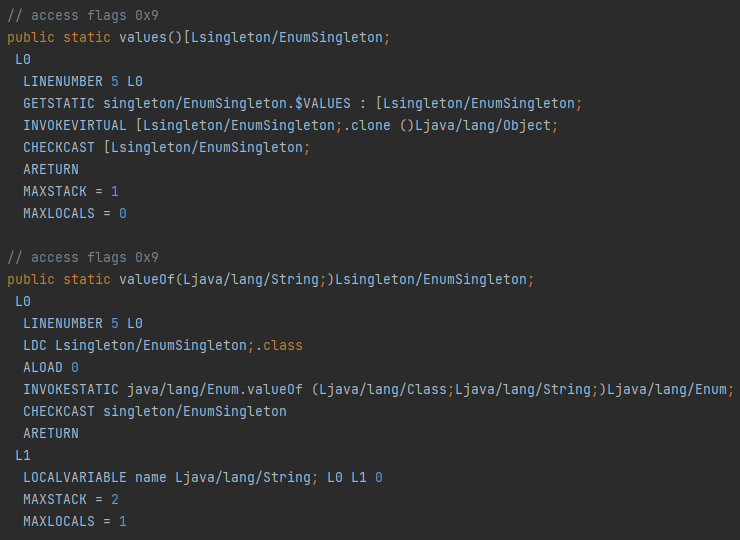 // access flags 0x9
public static values()[Lsingleton/EnumSingleton;
L0
LINENUMBER 5 L0
GETSTATIC singleton/EnumSingleton.$VALUES : [Lsingleton/EnumSingleton;
INVOKEVIRTUAL [Lsingleton/EnumSingleton;.clone ()Ljava/lang/Object;
CHECKCAST [Lsingleton/EnumSingleton;
ARETURN
MAXSTACK = 1
MAXLOCALS = 0
// access flags 0x9
public static valueOf(Ljava/lang/String;)Lsingleton/EnumSingleton;
L0
LINENUMBER 5 L0
LDC Lsingleton/EnumSingleton;.class
ALOAD 0
INVOKESTATIC java/lang/Enum.valueOf (Ljava/lang/Class;Ljava/lang/String;)Ljava/lang/Enum;
CHECKCAST singleton/EnumSingleton
ARETURN
L1
LOCALVARIABLE name Ljava/lang/String; L0 L1 0
MAXSTACK = 2
MAXLOCALS = 1